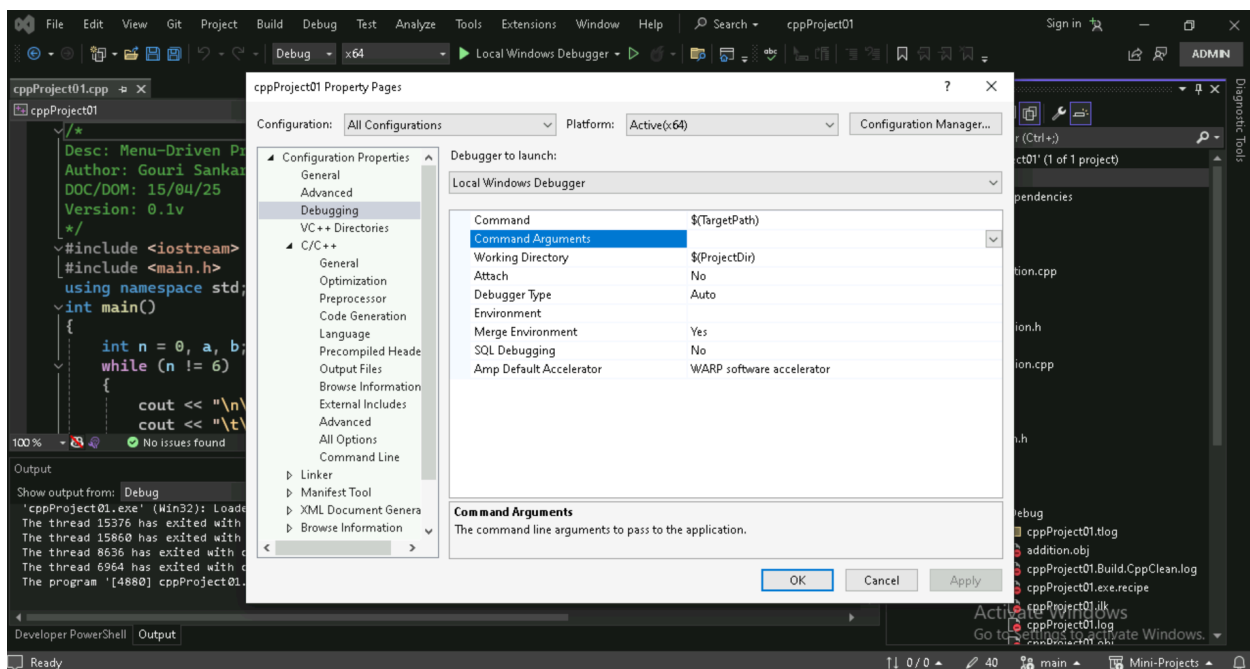 File Edit View Git Project Build Debug Test Analyze Tools Extensions Window Help Search cppProject01 Sign in
Debug x64 Local Windows Debugger ADMIN
cppProject01.cpp
cppProject01
/*
Desc: Menu-Driven Pr
Author: Gouri Sankar
DOC/DOM: 15/04/25
Version: 0.1v
*/
#include <iostream>
#include <main.h>
using namespace std;
int main()
{
int n = 0, a, b;
while (n != 6)
{
cout << "\n\
cout << "\t\
100 % No issues found
Output
Show output from: Debug
'cppProject01.exe' (Win32): Loade
The thread 15376 has exited with
The thread 15860 has exited with
The thread 8636 has exited with c
The thread 6964 has exited with c
The program '[4880] cppProject01.
Developer PowerShell Output
Ready
cppProject01 Property Pages ? X
Configuration: All Configurations Platform: Active(x64) Configuration Manager...
Configuration Properties
General
Advanced
Debugging
VC++ Directories
C/C++
General
Optimization
Preprocessor
Code Generation
Language
Precompiled Heade
Output Files
Browse Information
External Includes
Advanced
All Options
Command Line
Linker
Manifest Tool
XML Document Genera
Browse Information
Debugger to launch:
Local Windows Debugger
Command $(TargetPath)
Command Arguments
Working Directory $(ProjectDir)
Attach No
Debugger Type Auto
Environment
Merge Environment Yes
SQL Debugging No
Amp Default Accelerator WARP software accelerator
Command Arguments
The command line arguments to pass to the application.
OK Cancel Apply
r (Ctrl+;)
ct01' (1 of 1 project)
pendencies
tion.cpp
ion.h
ion.cpp
n.h
ebug
cppProject01.tlog
addition.obj
cppProject01.Build.CppClean.log
cppProject01.exe.recipe
cppProject01.ilk
cppProject01.log
cppProject01.obj
Diagnostic Tools
Activate Windows
Go to Settings to activate Windows.
0 / 0 40 main Mini-Projects